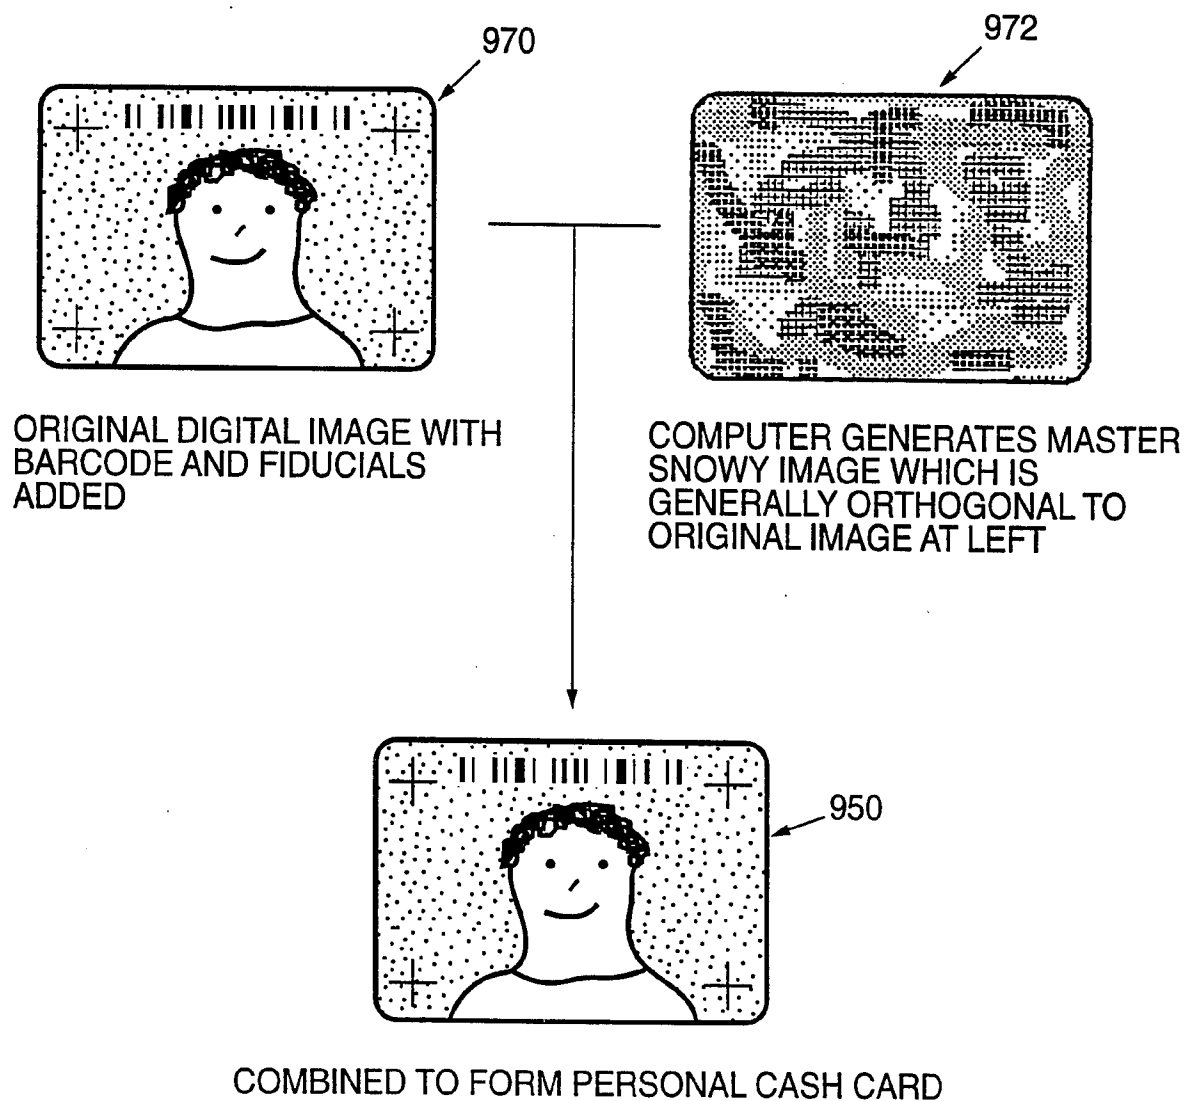 970
972
ORIGINAL DIGITAL IMAGE WITH
BARCODE AND FIDUCIALS
ADDED
COMPUTER GENERATES MASTER
SNOWY IMAGE WHICH IS
GENERALLY ORTHOGONAL TO
ORIGINAL IMAGE AT LEFT
950
COMBINED TO FORM PERSONAL CASH CARD